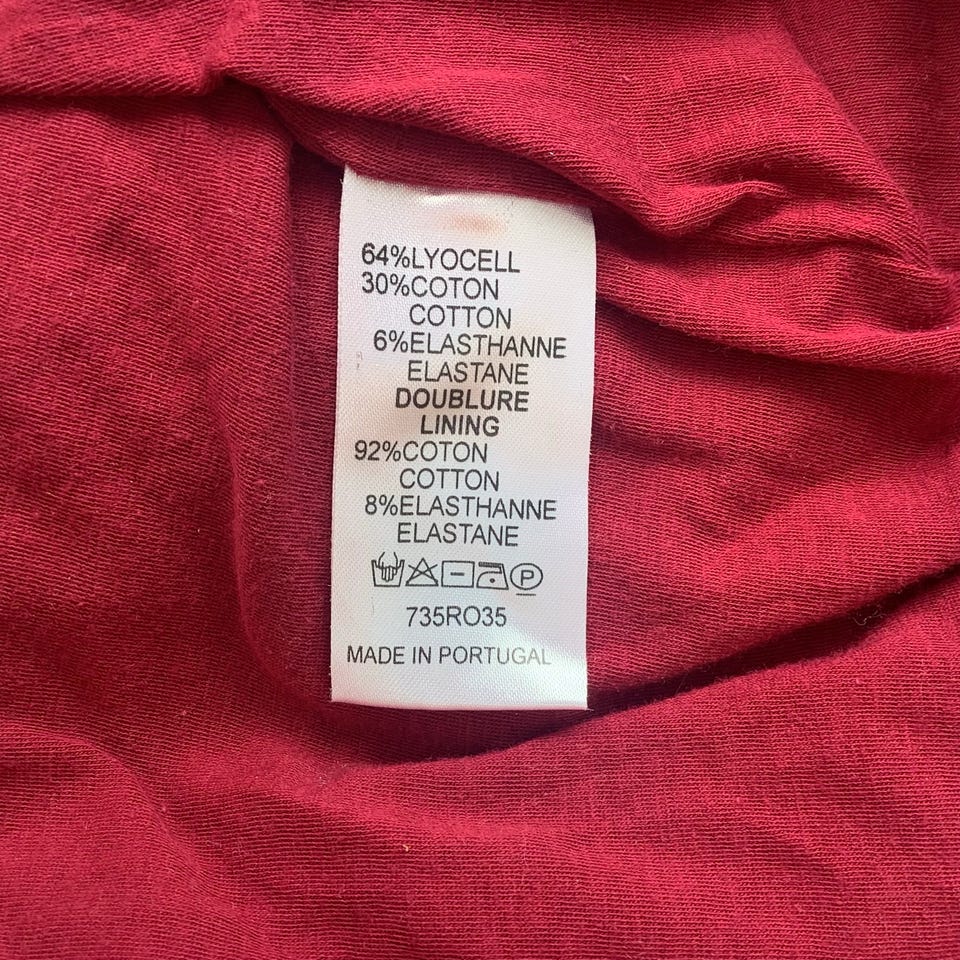 64%LYOCELL
30%COTON
COTTON
6%ELASTHANNE
ELASTANE
DOUBLURE
LINING
92%COTON
COTTON
8%ELASTHANNE
ELASTANE
P
735RO35
MADE IN PORTUGAL